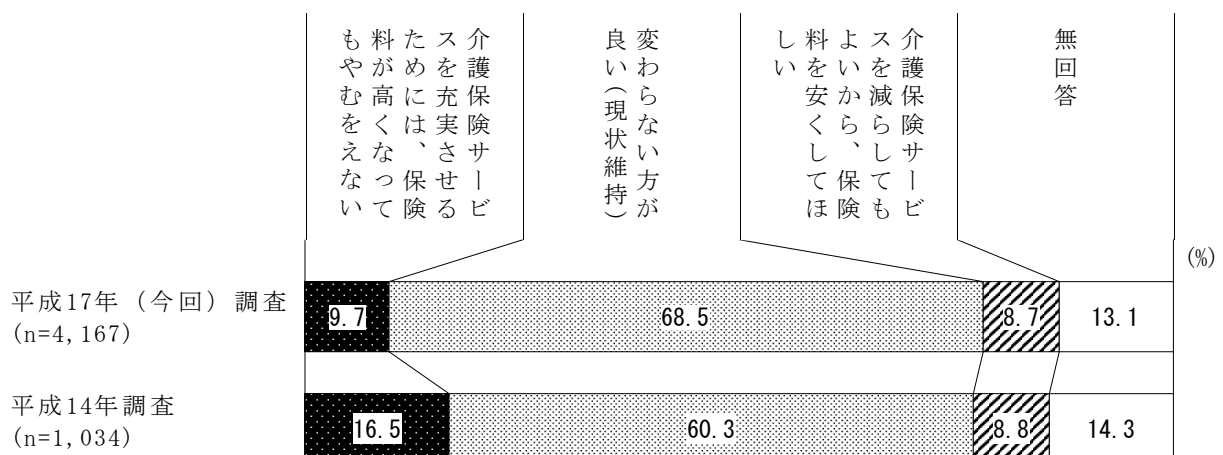 介護保険サービ
スを充実させる
ためには、保険
料が高くなって
もやむをえない
変わらない方が
良い(現状維持)
介護保険サービ
スを減らしても
よいから、保険
料を安くしてほ
しい
無回答
(%)
平成17年（今回）調査
(n=4,167)
9.7
68.5
8.7
13.1
平成14年調査
(n=1,034)
16.5
60.3
8.8
14.3